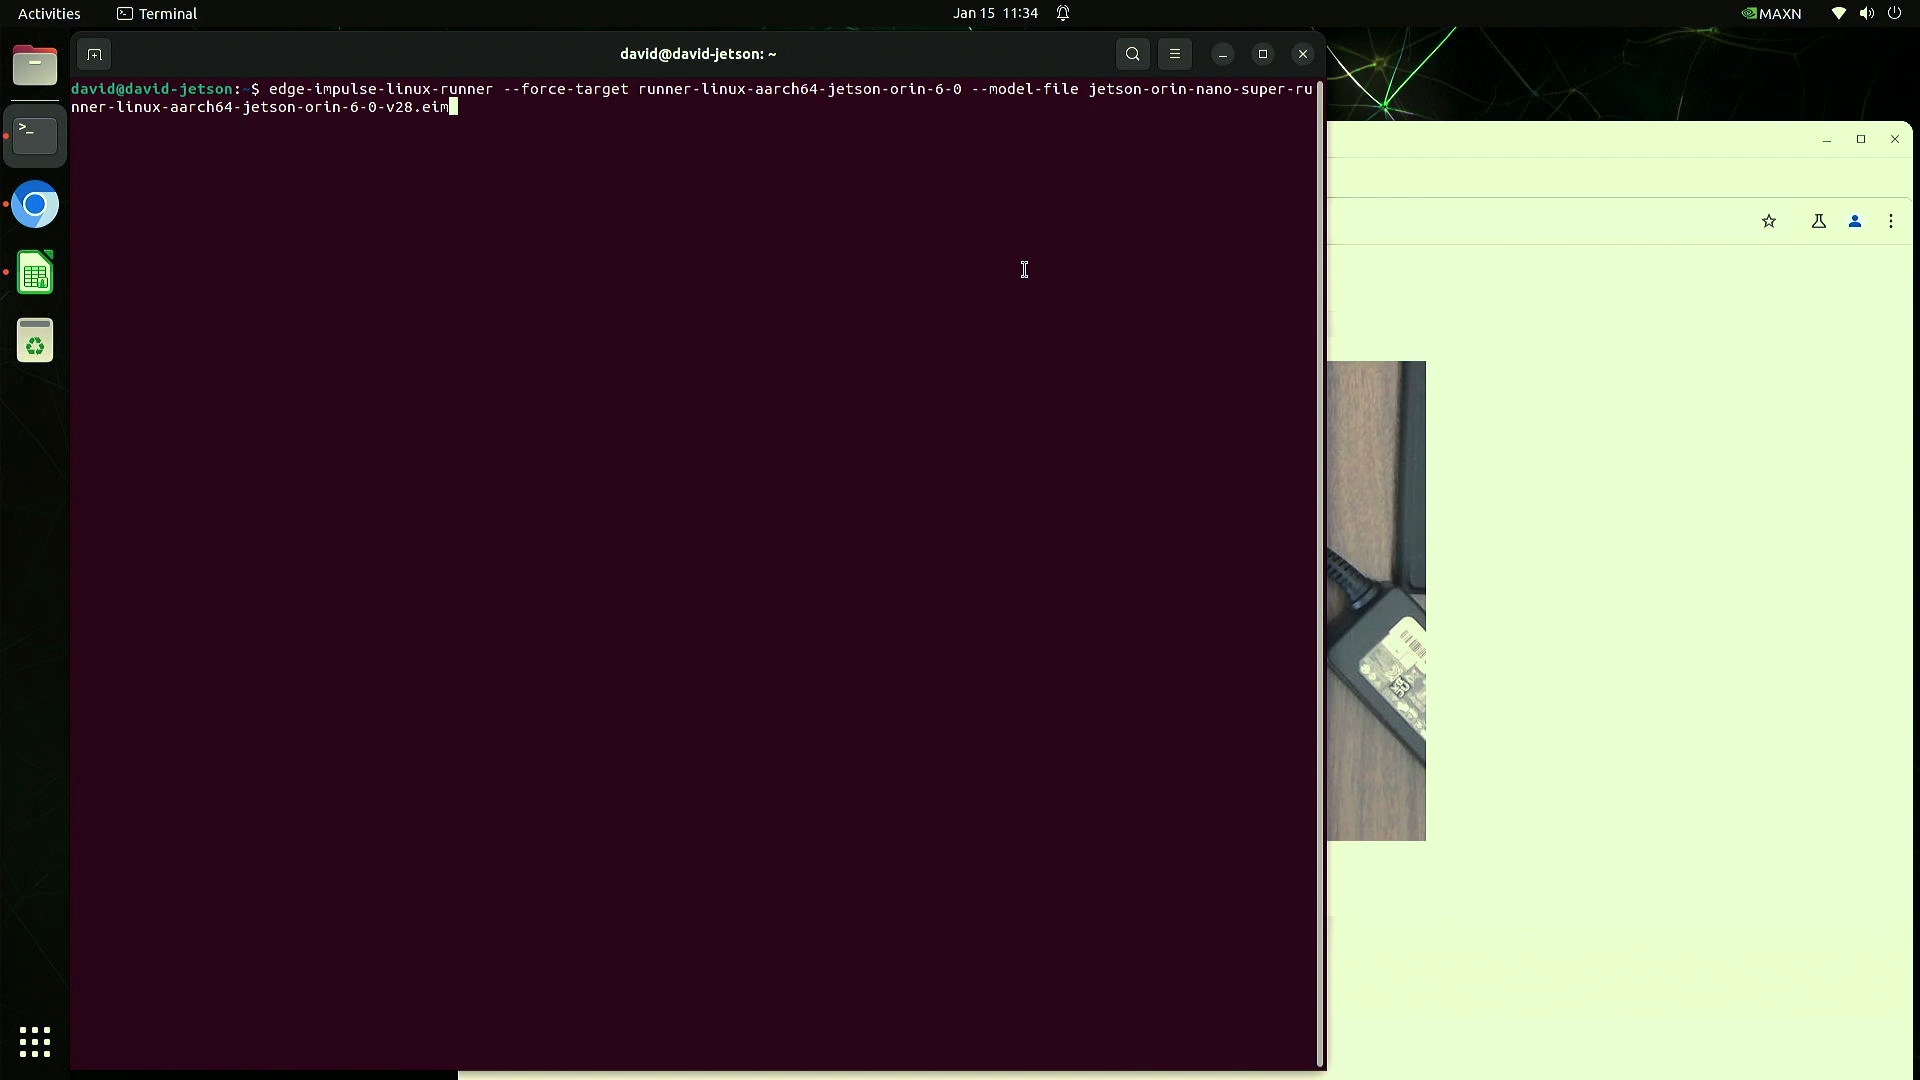 Activities Terminal Jan 15 11:34 MAXN
david@david-jetson: ~
david@david-jetson:~$ edge-impulse-linux-runner --force-target runner-linux-aarch64-jetson-orin-6-0 --model-file jetson-orin-nano-super-ru
nner-linux-aarch64-jetson-orin-6-0-v28.eim